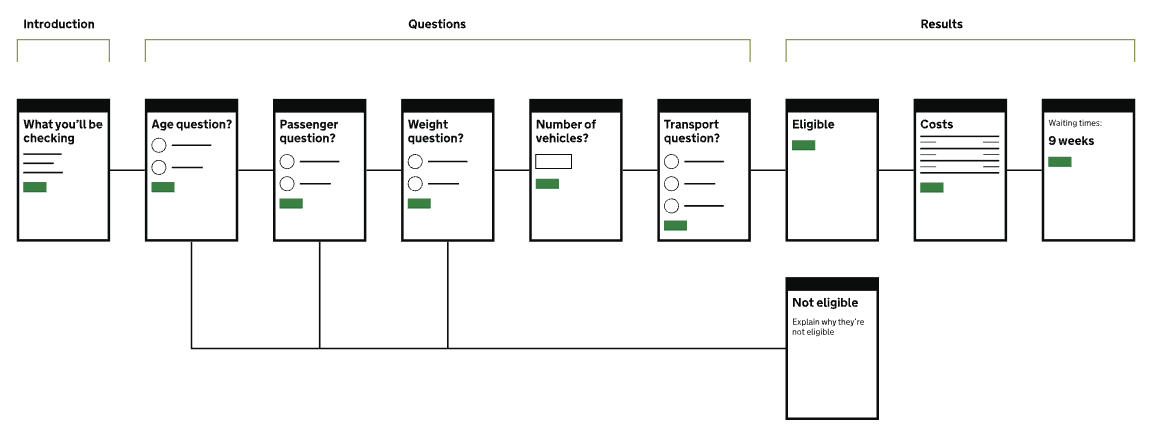 Introduction
Questions
Results
What you'll be
checking
Age question?
Passenger
question?
Weight
question?
Number of
vehicles?
Transport
question?
Eligible
Costs
Waiting times:
9 weeks
Not eligible
Explain why they're
not eligible